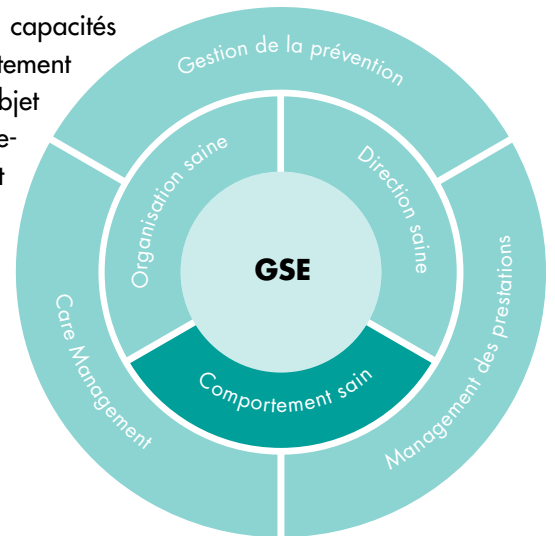 capacités
tement
bjet
e-
t
Gestion de la prévention
Organisation saine
Direction saine
GSE
Comportement sain
Care Management
Management des prestations